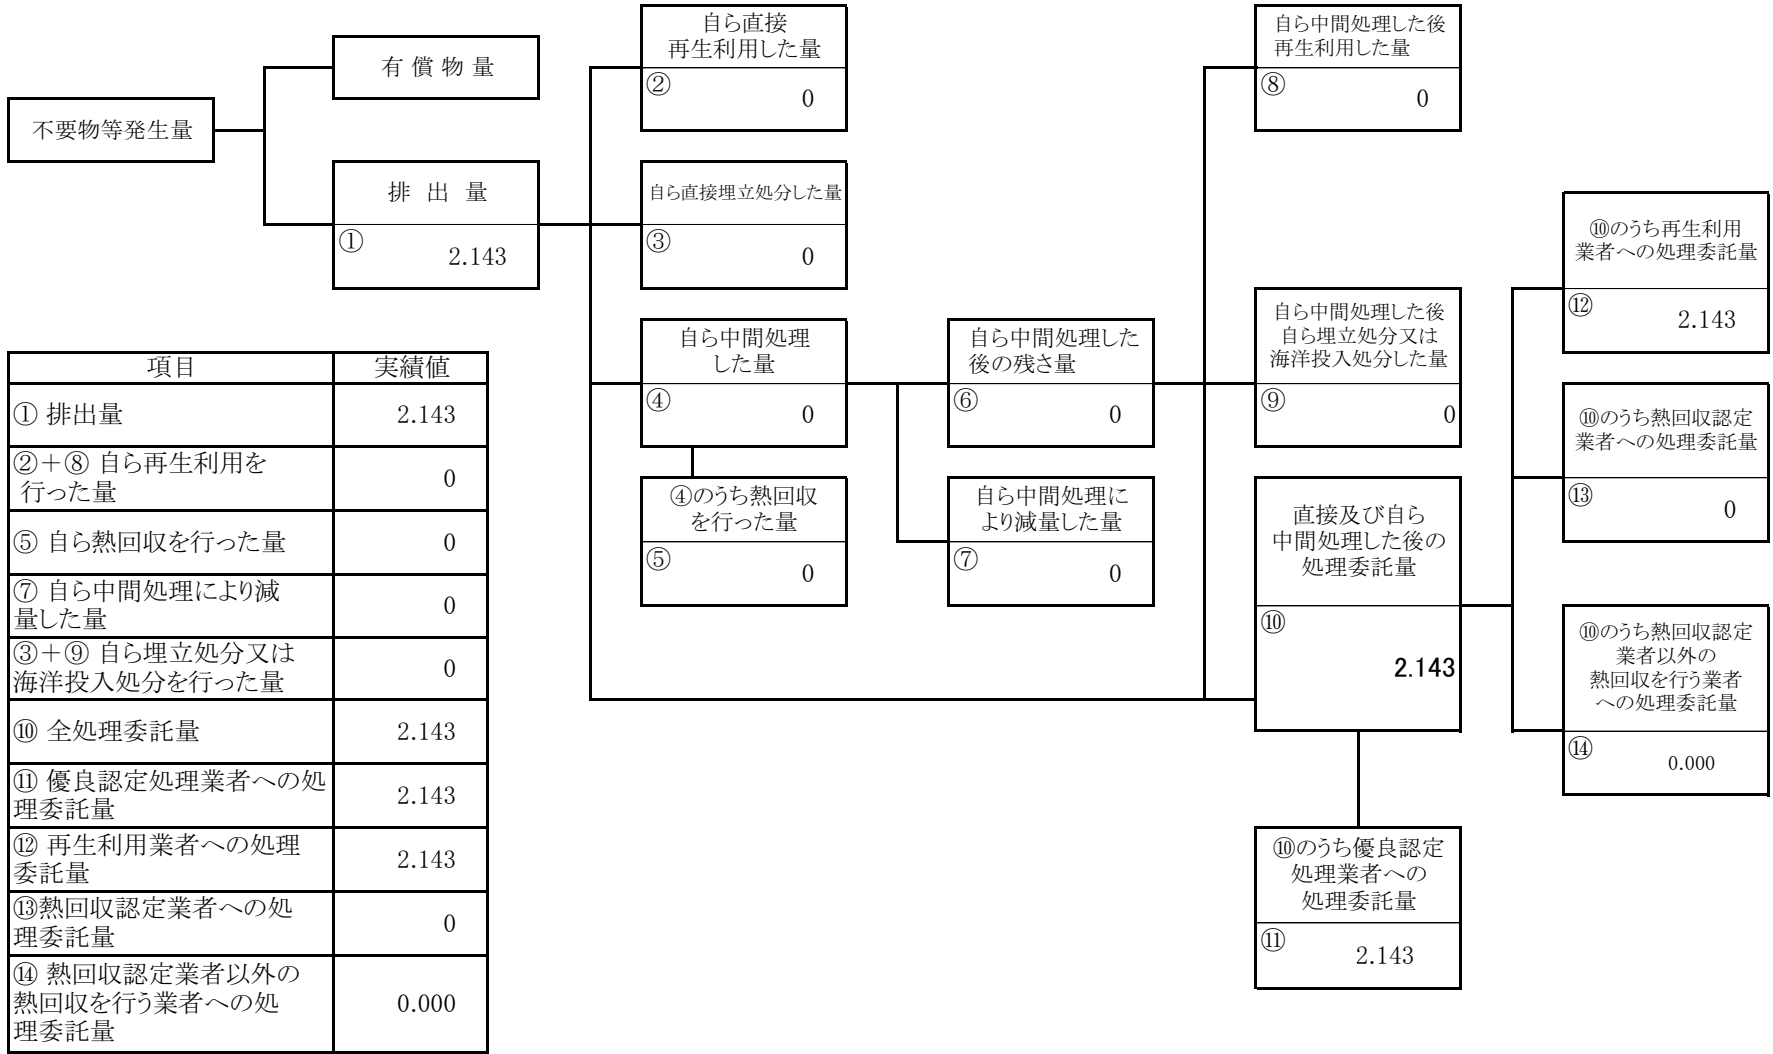 不要物等発生量
有 償 物 量
排 出 量
①
2.143
自ら直接
再生利用した量
②
0
自ら直接埋立処分した量
③
0
自ら中間処理
した量
④
0
④のうち熱回収
を行った量
⑤
0
自ら中間処理した
後の残さ量
⑥
0
自ら中間処理に
より減量した量
⑦
0
自ら中間処理した後
再生利用した量
⑧
0
自ら中間処理した後
自ら埋立処分又は
海洋投入処分した量
⑨
0
直接及び自ら
中間処理した後の
処理委託量
⑩
2.143
⑩のうち優良認定
処理業者への
処理委託量
⑪
2.143
⑩のうち再生利用
業者への処理委託量
⑫
2.143
⑩のうち熱回収認定
業者への処理委託量
⑬
0
⑩のうち熱回収認定
業者以外の
熱回収を行う業者
への処理委託量
⑭
0.000
項目 実績値
① 排出量 2.143
②＋⑧ 自ら再生利用を
行った量 0
⑤ 自ら熱回収を行った量 0
⑦ 自ら中間処理により減
量した量 0
③＋⑨ 自ら埋立処分又は
海洋投入処分を行った量 0
⑩ 全処理委託量 2.143
⑪ 優良認定処理業者への処
理委託量 2.143
⑫ 再生利用業者への処理
委託量 2.143
⑬熱回収認定業者への処
理委託量 0
⑭ 熱回収認定業者以外の
熱回収を行う業者への処
理委託量 0.000